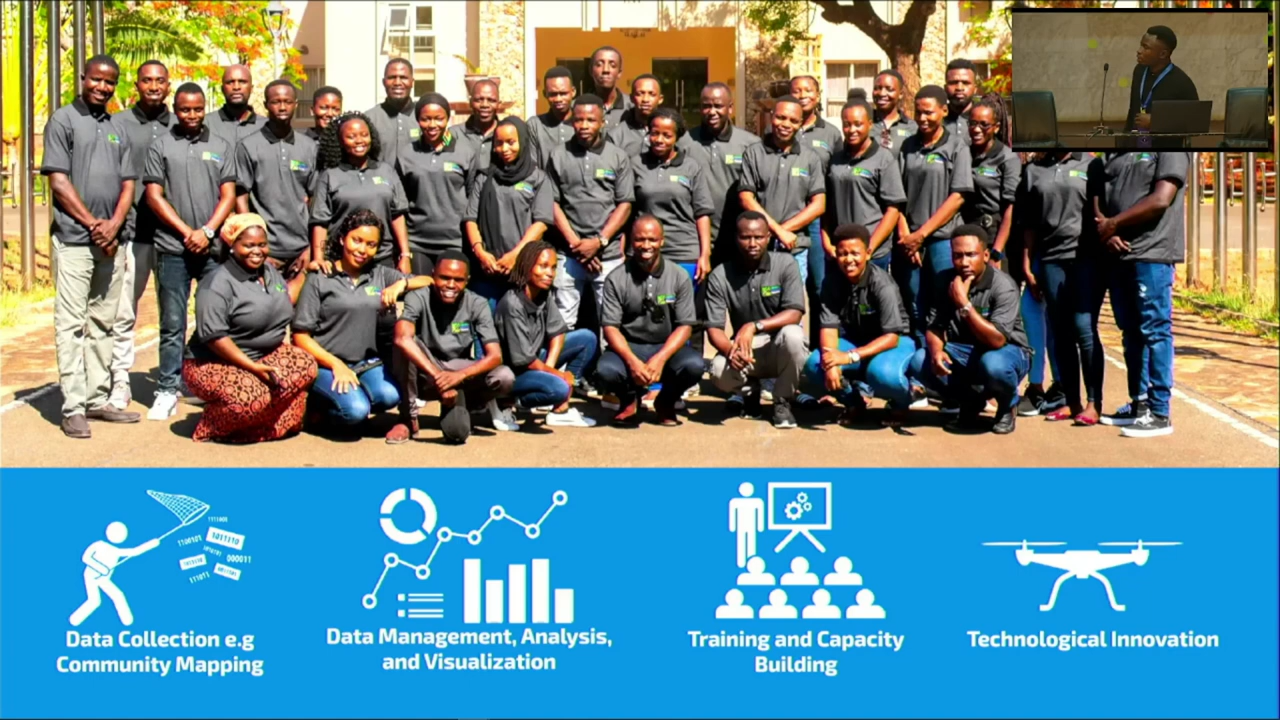 Data Collection e.g
Community Mapping
Data Management, Analysis,
and Visualization
Training and Capacity
Building
Technological Innovation